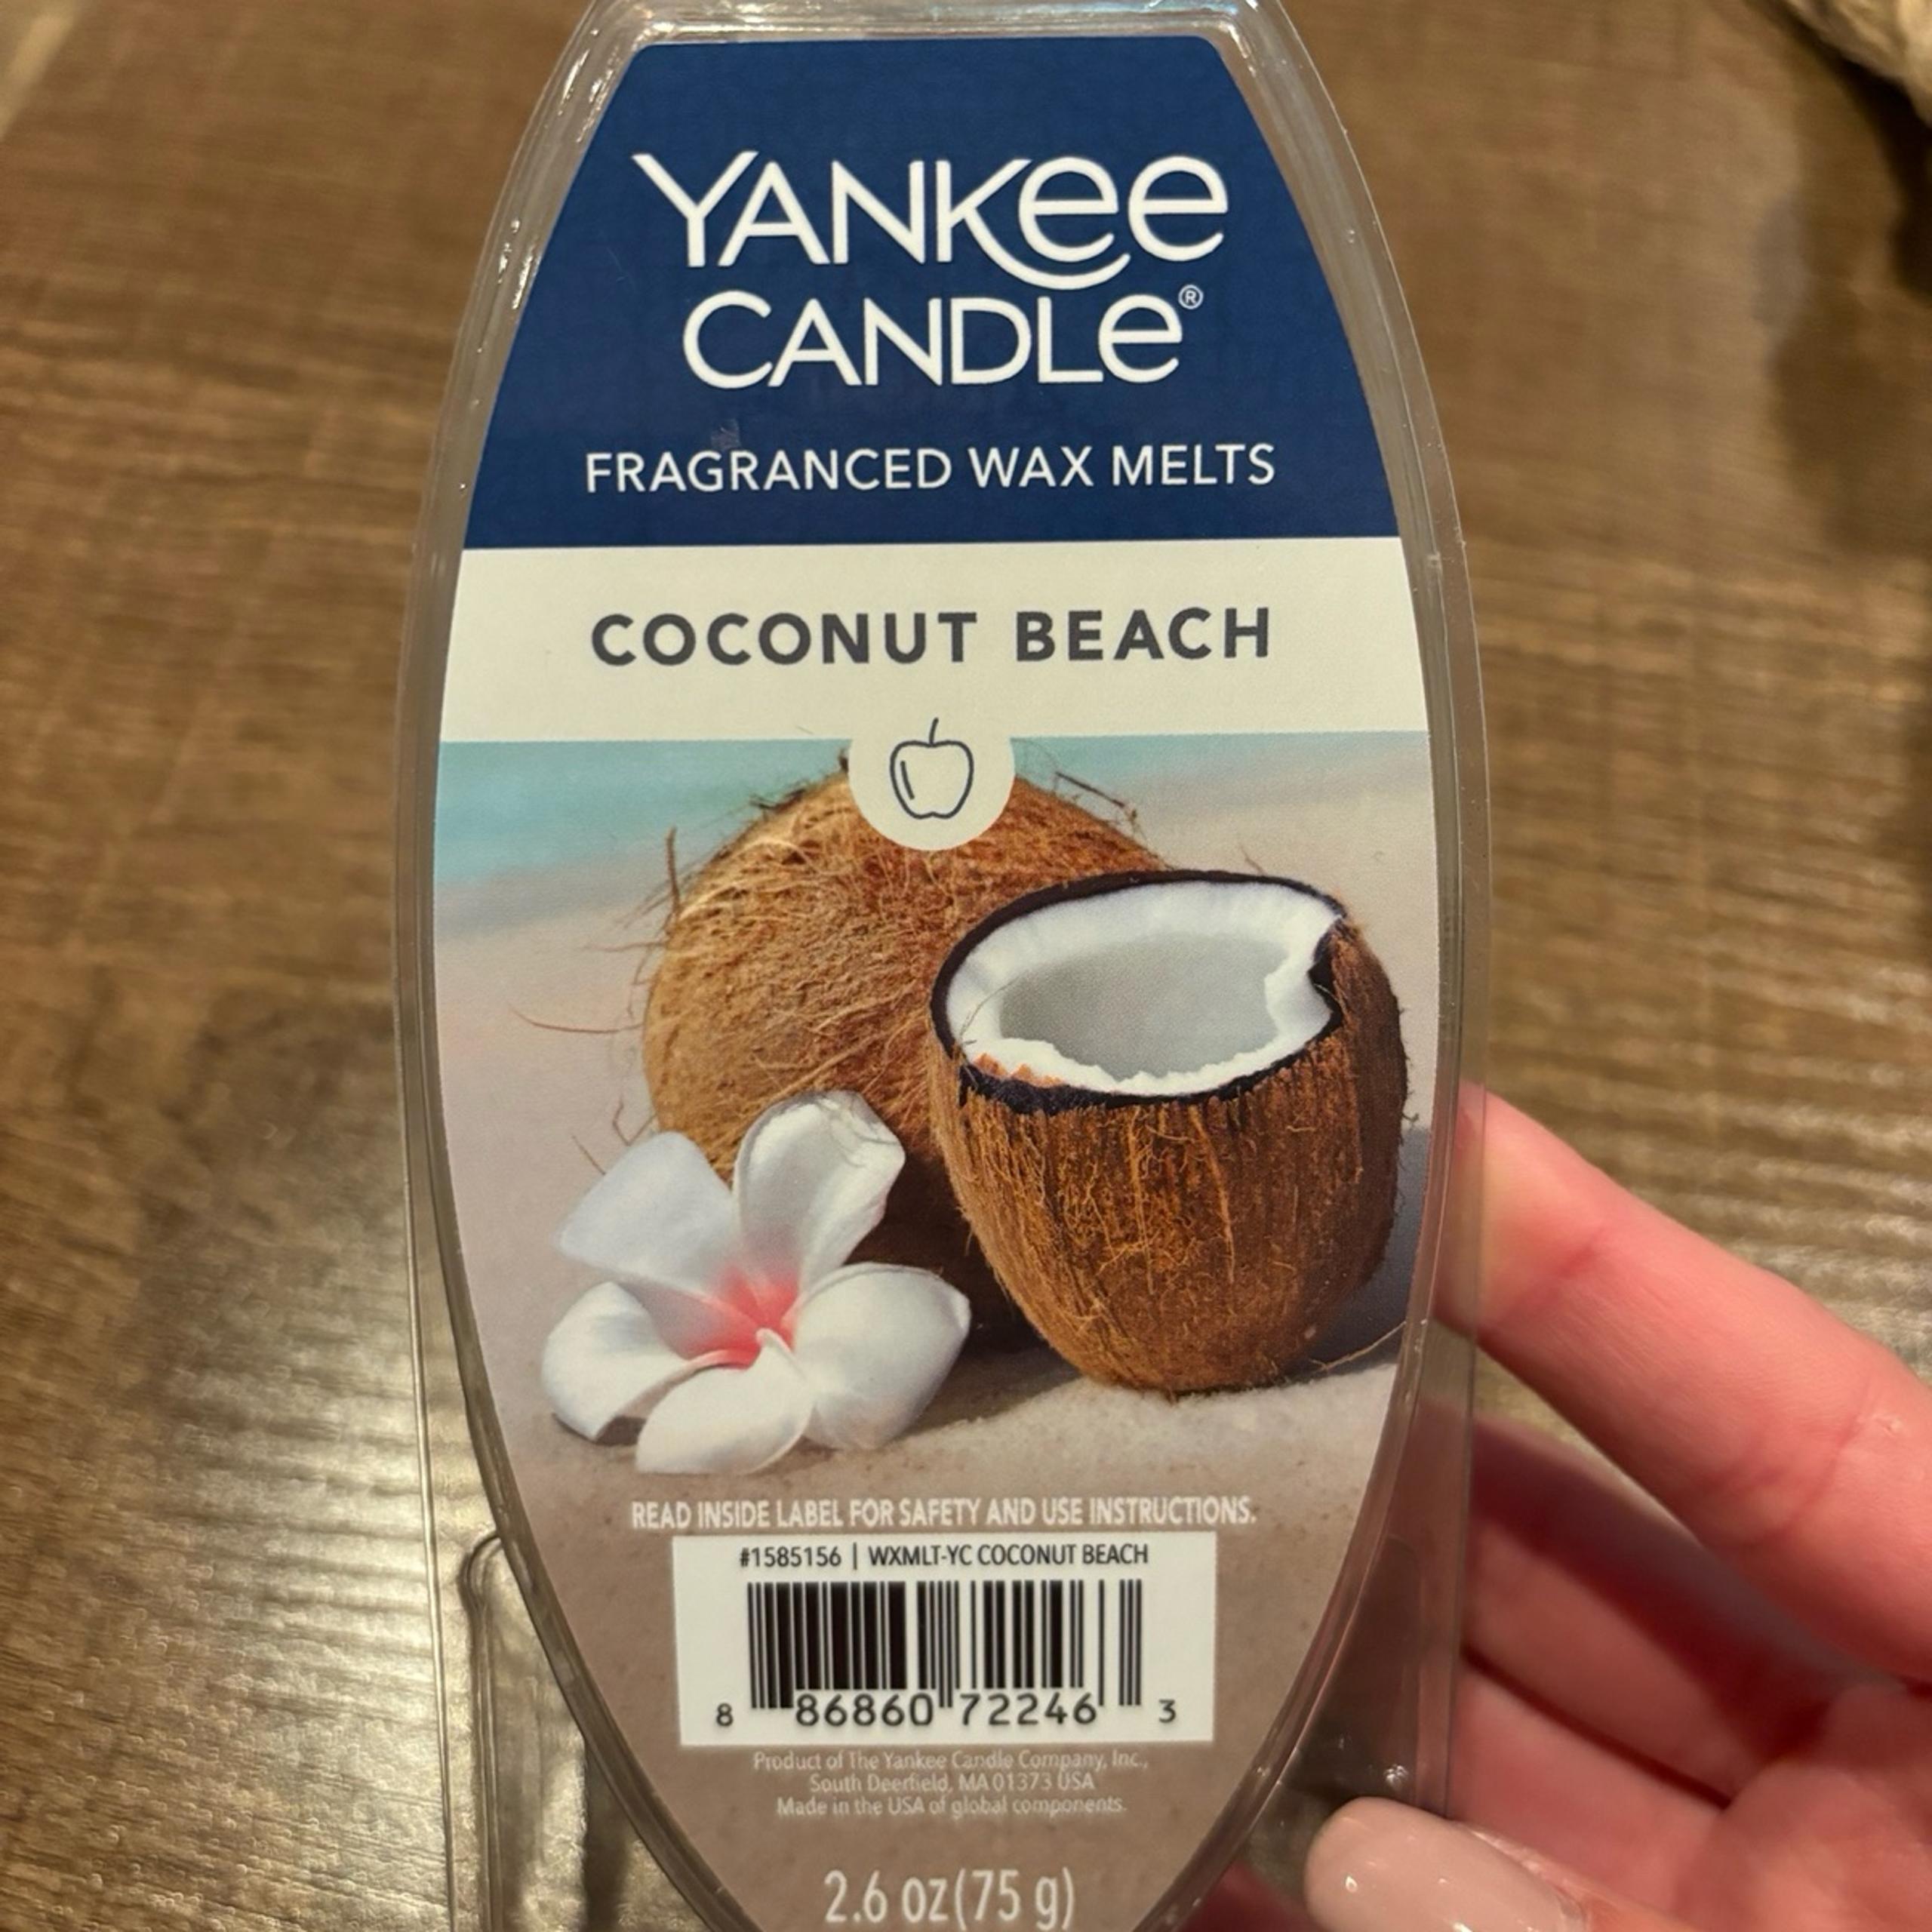 YANKEE
CANDLE®
FRAGRANCED WAX MELTS
COCONUT BEACH
READ INSIDE LABEL FOR SAFETY AND USE INSTRUCTIONS.
#1585156 | WXMLT-YC COCONUT BEACH
8 86860 72246 3
Product of The Yankee Candle Company, Inc.,
South Deerfield, MA 01373 USA
Made in the USA of global components.
2.6 oz (75 g)